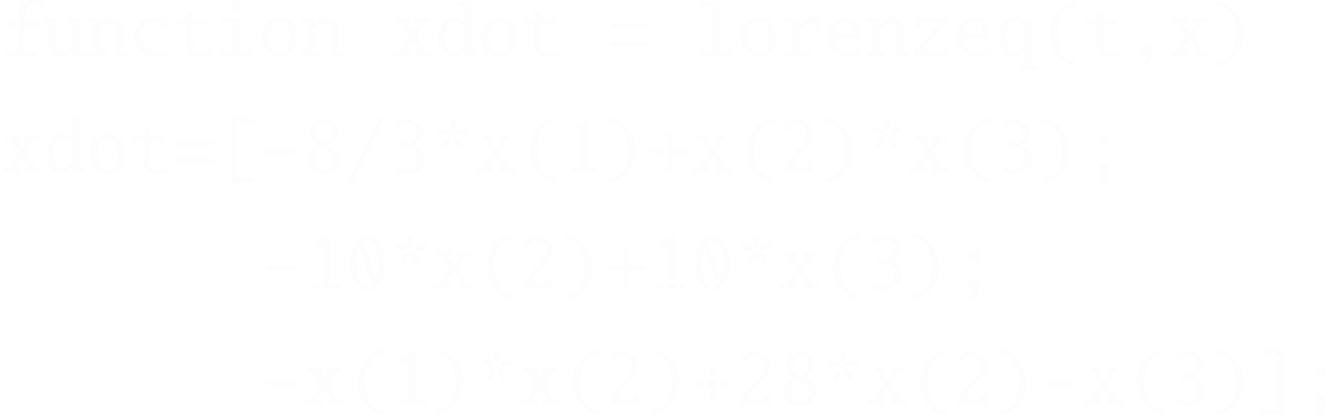 function xdot = lorenzeq(t,x)
xdot=[-8/3*x(1)+x(2)*x(3);
-10*x(2)+10*x(3);
-x(1)*x(2)+28*x(2)-x(3)];